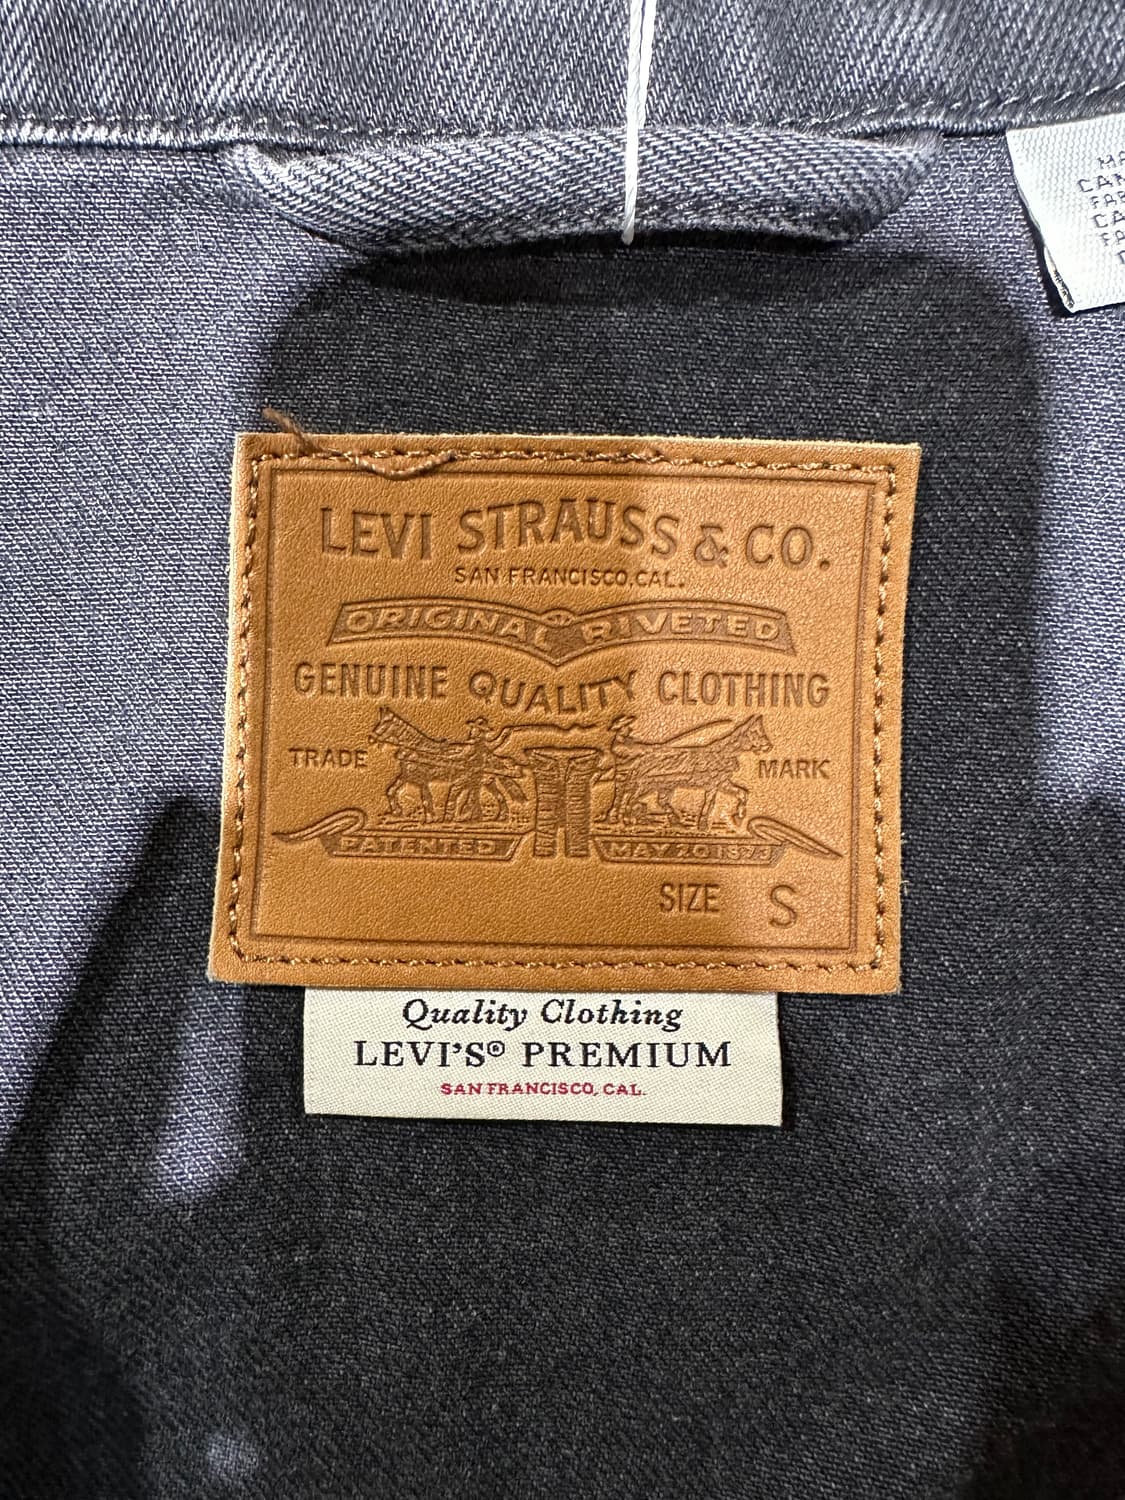 LEVI STRAUSS & CO.
SAN FRANCISCO, CAL.
ORIGINAL RIVETED
GENUINE QUALITY CLOTHING
TRADE MARK
PATENTED MAY 20 1873
SIZE S
Quality Clothing
LEVI'S® PREMIUM
SAN FRANCISCO, CAL.